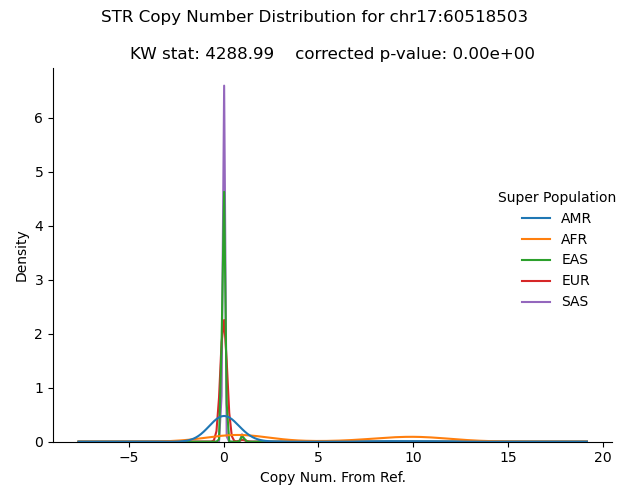 STR Copy Number Distribution for chr17:60518503
KW stat: 4288.99    corrected p-value: 0.00e+00
Density
6
5
4
3
2
1
0
−5
0
5
10
15
20
Copy Num. From Ref.
Super Population
AMR
AFR
EAS
EUR
SAS